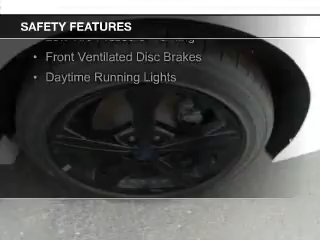 SAFETY FEATURES
• Front Ventilated Disc Brakes
• Daytime Running Lights